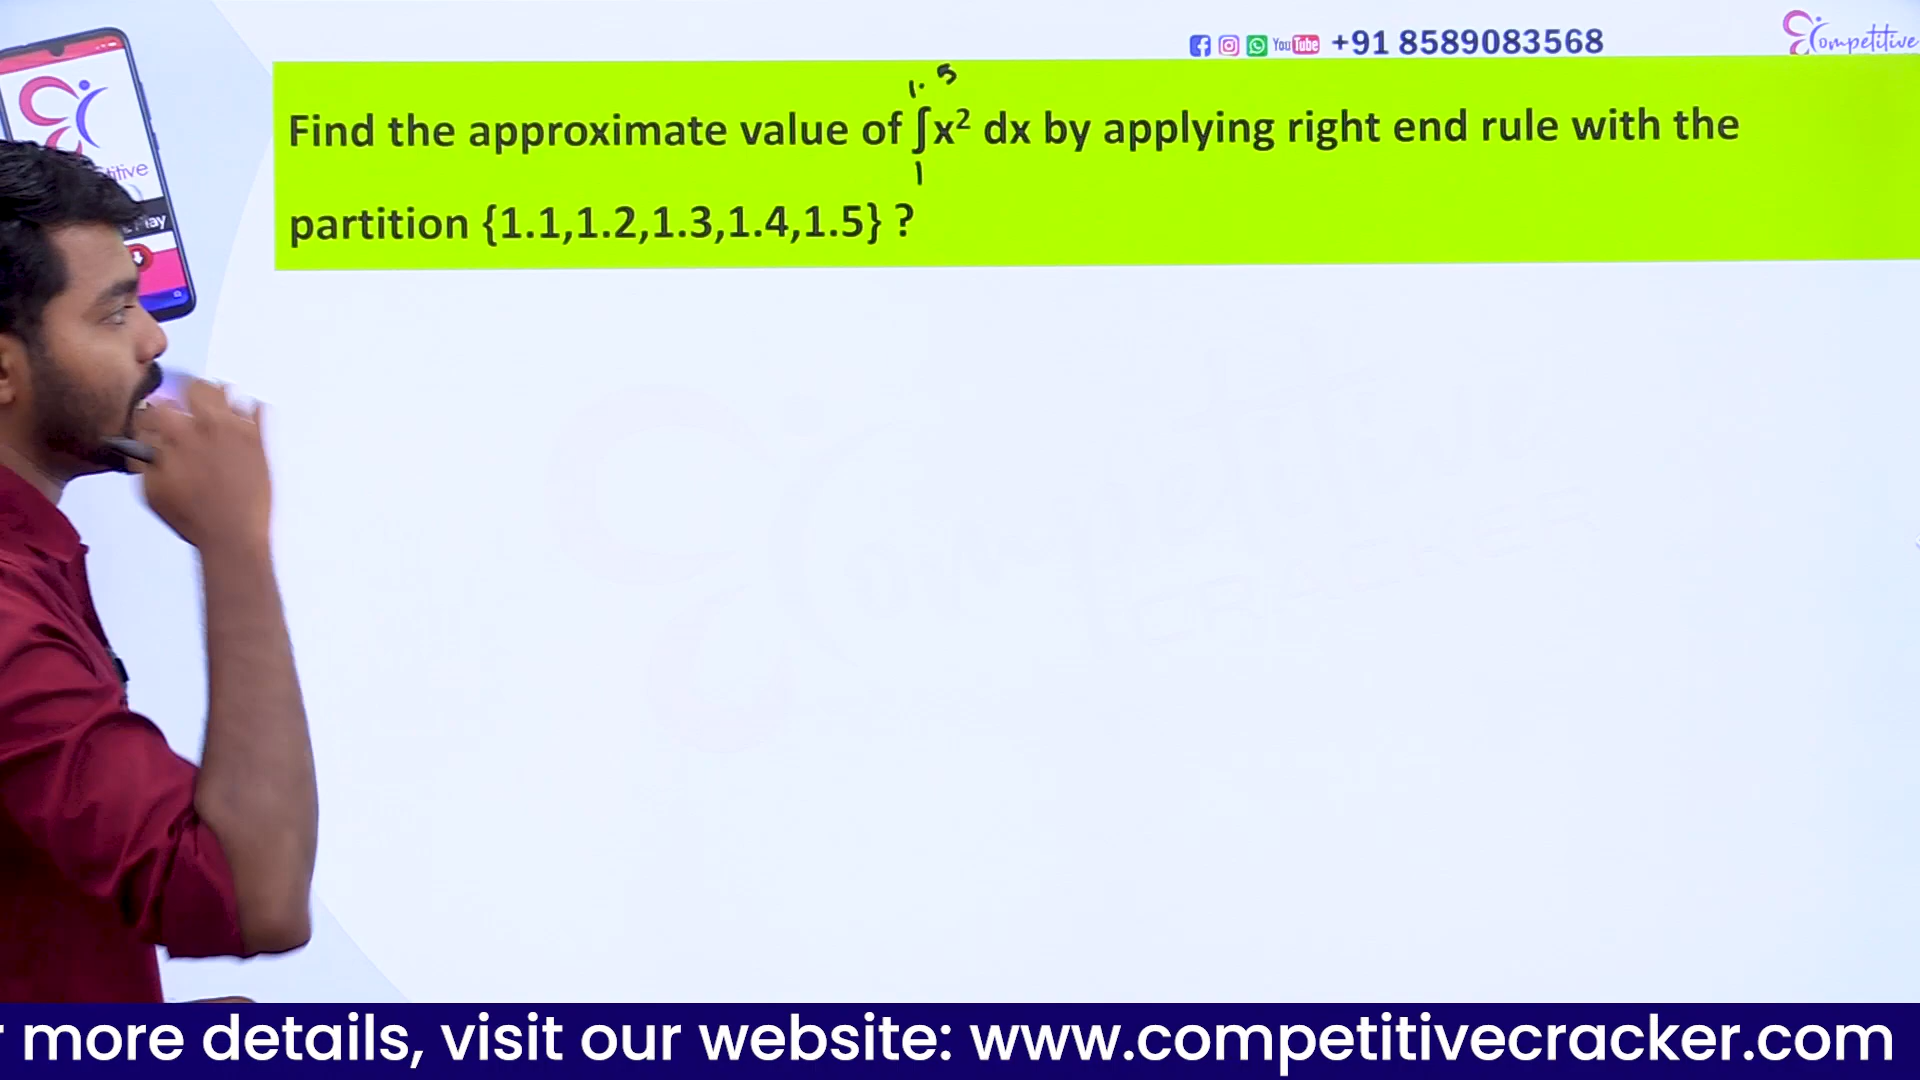 You Tube +91 8589083568
Competitive
1.5
Find the approximate value of ∫x² dx by applying right end rule with the
1
partition {1.1,1.2,1.3,1.4,1.5} ?
more details, visit our website: www.competitivecracker.com